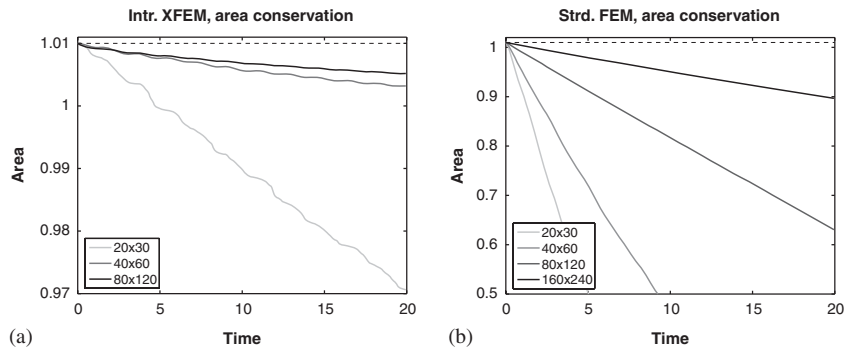 Intr. XFEM, area conservation
1.01
1
0.99
0.98
0.97
Area
20x30
40x60
80x120
0 5 10 15 20
Time
(a)
Strd. FEM, area conservation
1
0.9
0.8
0.7
0.6
0.5
Area
20x30
40x60
80x120
160x240
0 5 10 15 20
Time
(b)